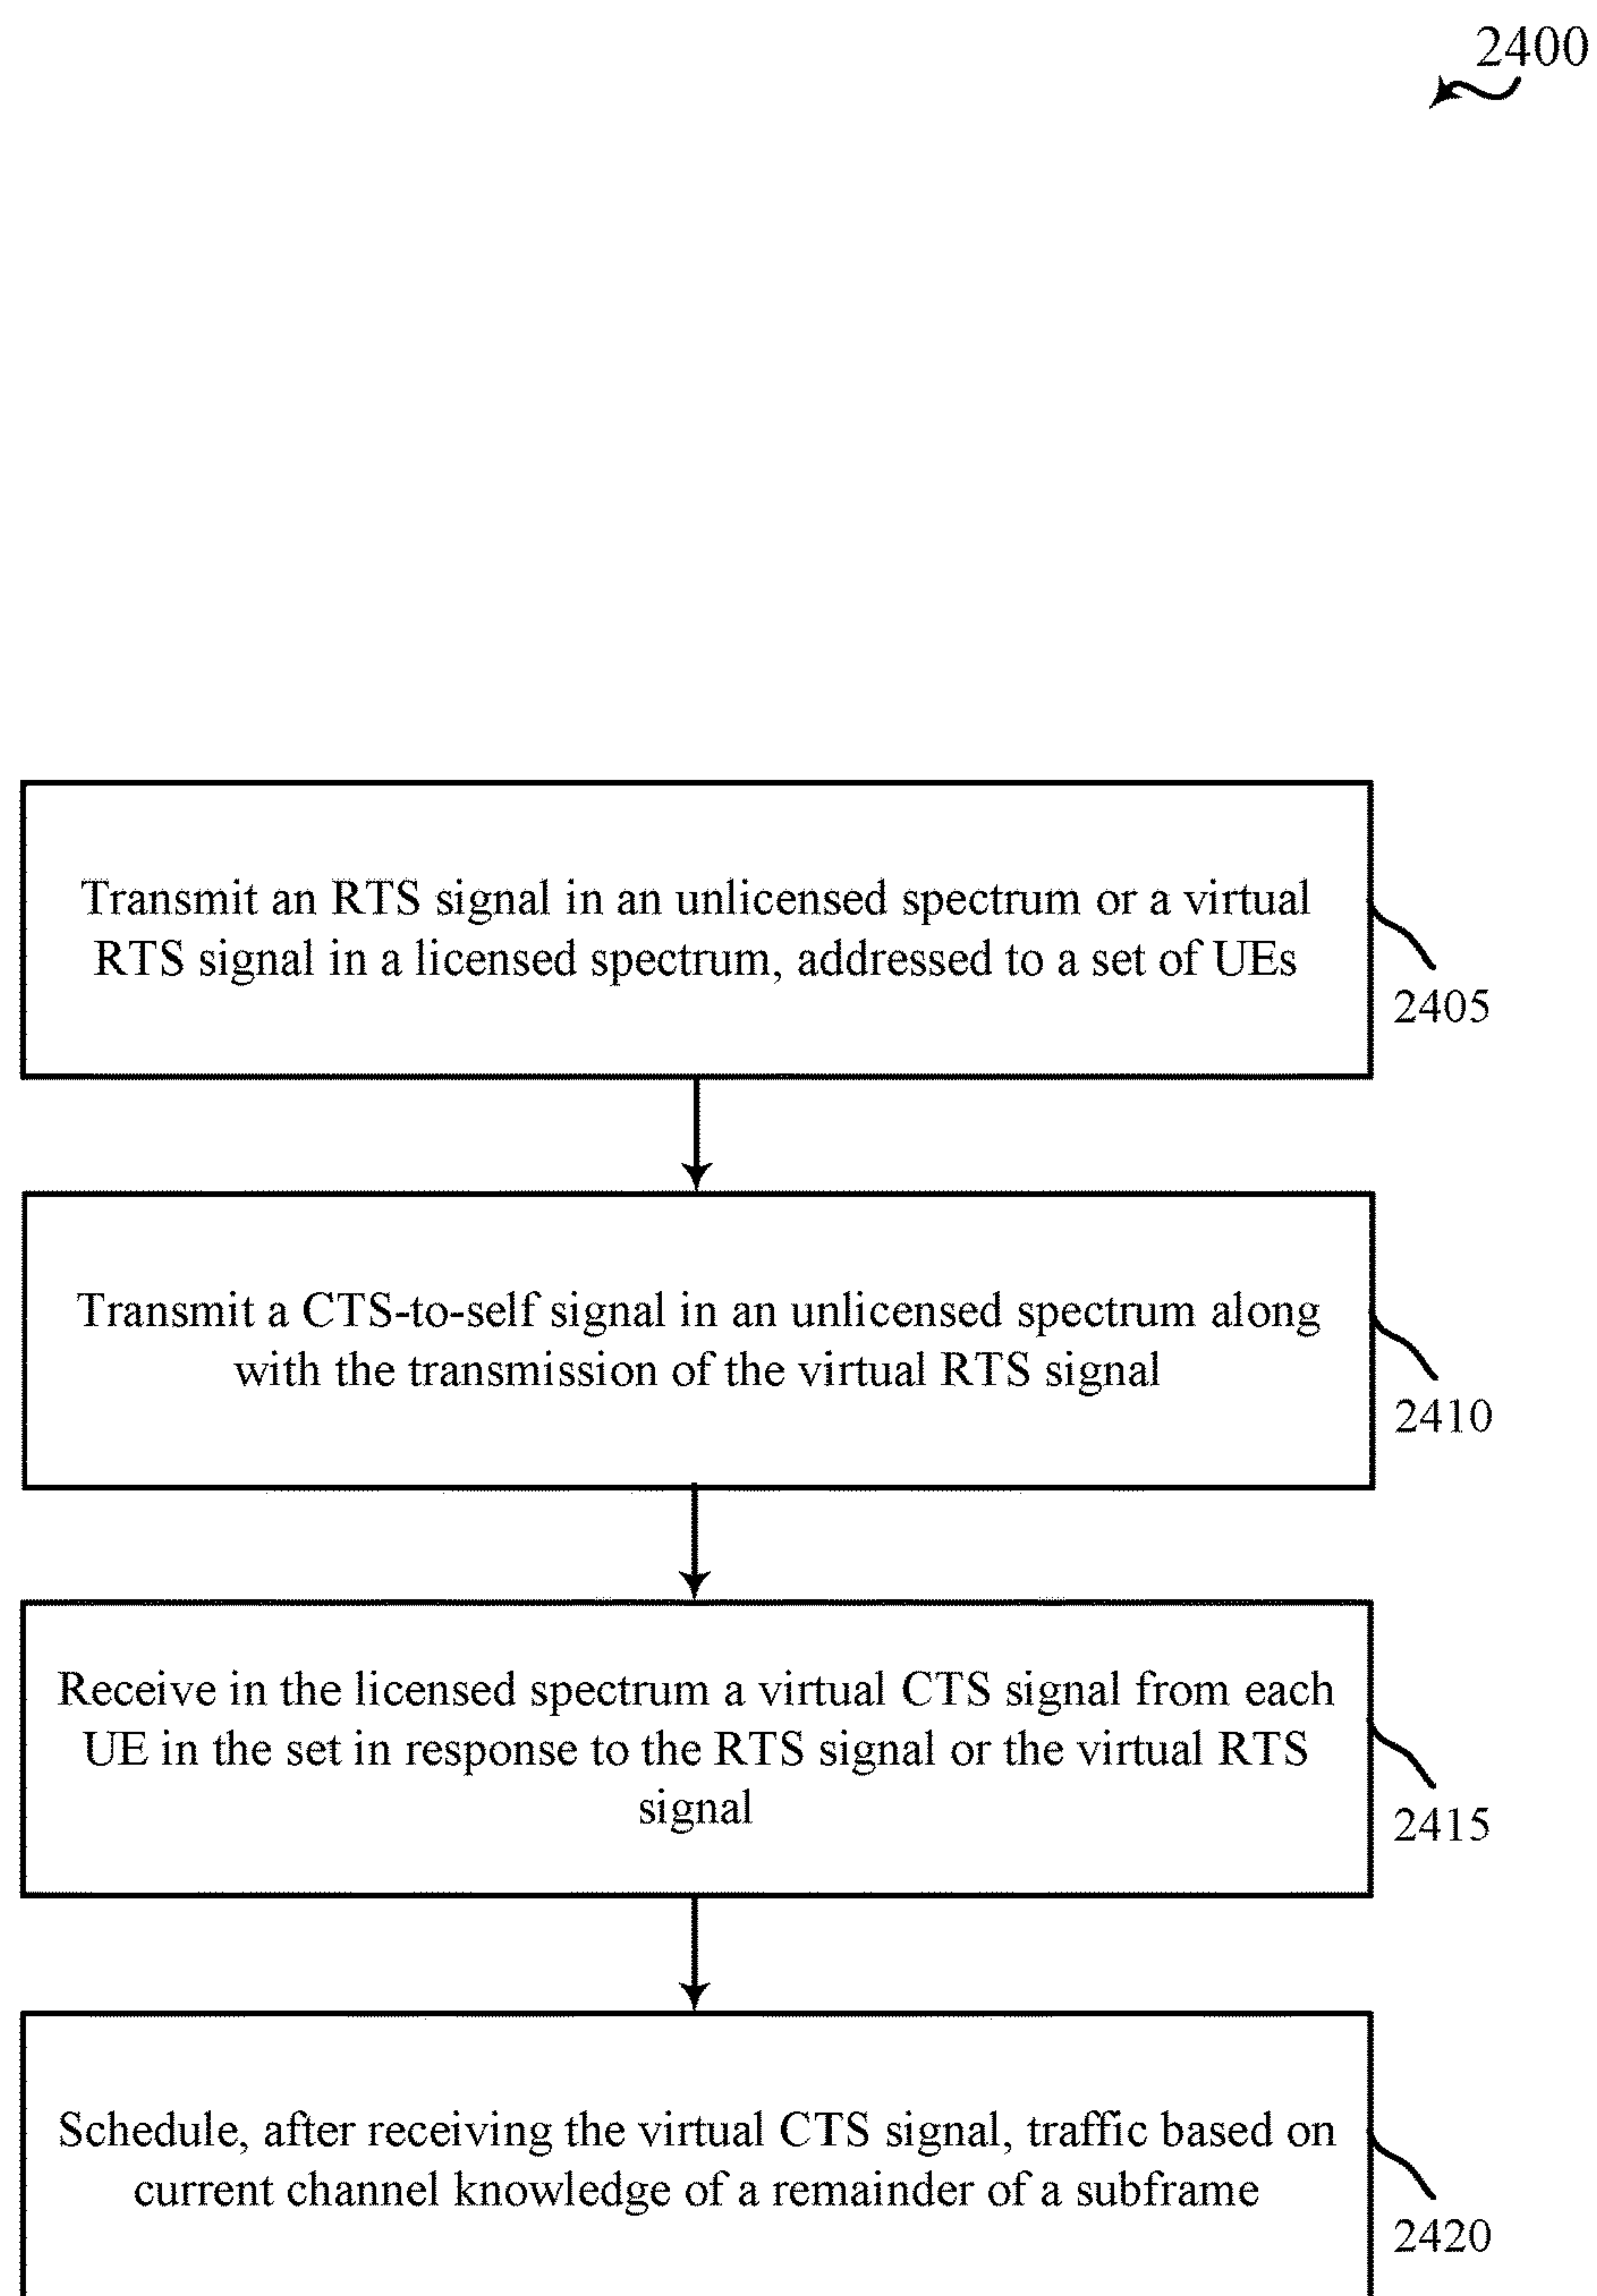 2400
Transmit an RTS signal in an unlicensed spectrum or a virtual
RTS signal in a licensed spectrum, addressed to a set of UEs
2405
Transmit a CTS-to-self signal in an unlicensed spectrum along
with the transmission of the virtual RTS signal
2410
Receive in the licensed spectrum a virtual CTS signal from each
UE in the set in response to the RTS signal or the virtual RTS
signal
2415
Schedule, after receiving the virtual CTS signal, traffic based on
current channel knowledge of a remainder of a subframe
2420